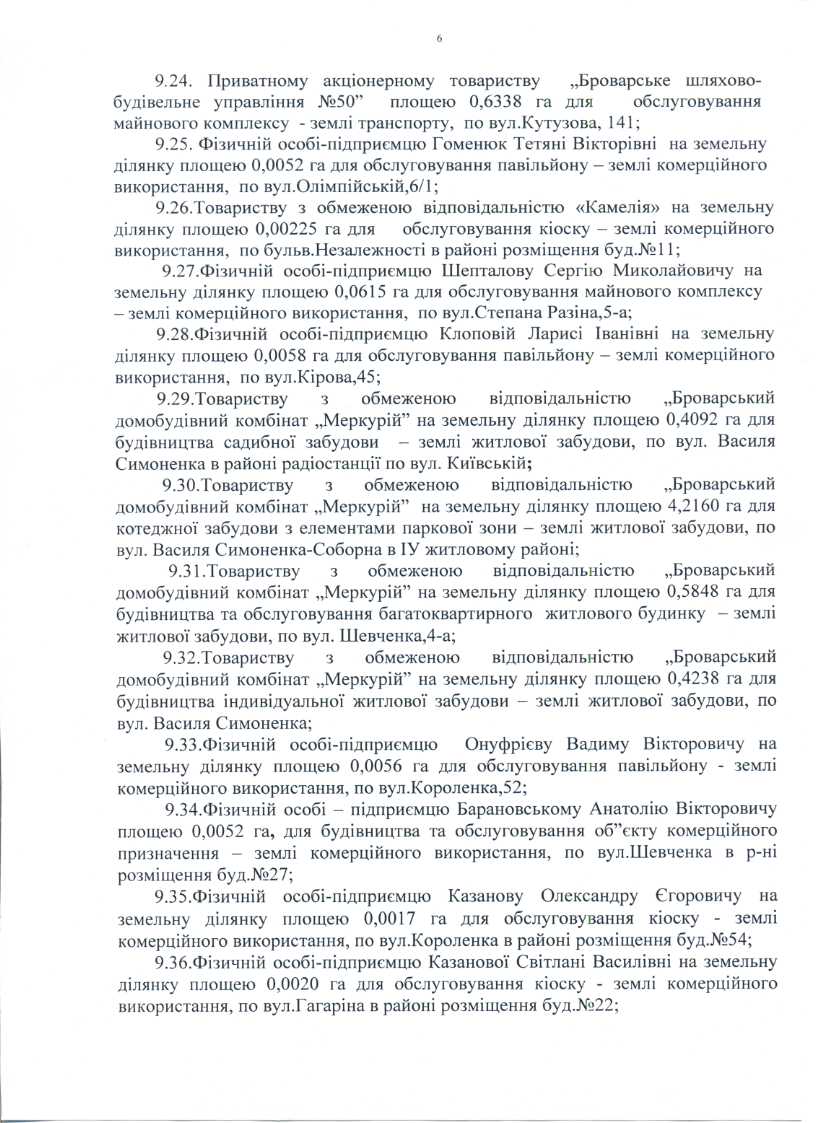 6
9.24. Приватному акціонерному товариству „Броварське шляхово-
будівельне управління №50” площею 0,6338 га для обслуговування
майнового комплексу - землі транспорту, по вул.Кутузова, 141;
9.25. Фізичній особі-підприємцю Гоменюк Тетяні Вікторівні на земельну
ділянку площею 0,0052 га для обслуговування павільйону – землі комерційного
використання, по вул.Олімпійській,6/1;
9.26.Товариству з обмеженою відповідальністю «Камелія» на земельну
ділянку площею 0,00225 га для обслуговування кіоску – землі комерційного
використання, по бульв.Незалежності в районі розміщення буд.№11;
9.27.Фізичній особі-підприємцю Шепталову Сергію Миколайовичу на
земельну ділянку площею 0,0615 га для обслуговування майнового комплексу
– землі комерційного використання, по вул.Степана Разіна,5-а;
9.28.Фізичній особі-підприємцю Клоповій Ларисі Іванівні на земельну
ділянку площею 0,0058 га для обслуговування павільйону – землі комерційного
використання, по вул.Кірова,45;
9.29.Товариству з обмеженою відповідальністю „Броварський
домобудівний комбінат „Меркурій” на земельну ділянку площею 0,4092 га для
будівництва садибної забудови – землі житлової забудови, по вул. Василя
Симоненка в районі радіостанції по вул. Київській;
9.30.Товариству з обмеженою відповідальністю „Броварський
домобудівний комбінат „Меркурій” на земельну ділянку площею 4,2160 га для
котеджної забудови з елементами паркової зони – землі житлової забудови, по
вул. Василя Симоненка-Соборна в ІУ житловому районі;
9.31.Товариству з обмеженою відповідальністю „Броварський
домобудівний комбінат „Меркурій” на земельну ділянку площею 0,5848 га для
будівництва та обслуговування багатоквартирного житлового будинку – землі
житлової забудови, по вул. Шевченка,4-а;
9.32.Товариству з обмеженою відповідальністю „Броварський
домобудівний комбінат „Меркурій” на земельну ділянку площею 0,4238 га для
будівництва індивідуальної житлової забудови – землі житлової забудови, по
вул. Василя Симоненка;
9.33.Фізичній особі-підприємцю Онуфрієву Вадиму Вікторовичу на
земельну ділянку площею 0,0056 га для обслуговування павільйону - землі
комерційного використання, по вул.Короленка,52;
9.34.Фізичній особі – підприємцю Барановському Анатолію Вікторовичу
площею 0,0052 га, для будівництва та обслуговування об”єкту комерційного
призначення – землі комерційного використання, по вул.Шевченка в р-ні
розміщення буд.№27;
9.35.Фізичній особі-підприємцю Казанову Олександру Єгоровичу на
земельну ділянку площею 0,0017 га для обслуговування кіоску - землі
комерційного використання, по вул.Короленка в районі розміщення буд.№54;
9.36.Фізичній особі-підприємцю Казанової Світлані Василівні на земельну
ділянку площею 0,0020 га для обслуговування кіоску - землі комерційного
використання, по вул.Гагаріна в районі розміщення буд.№22;